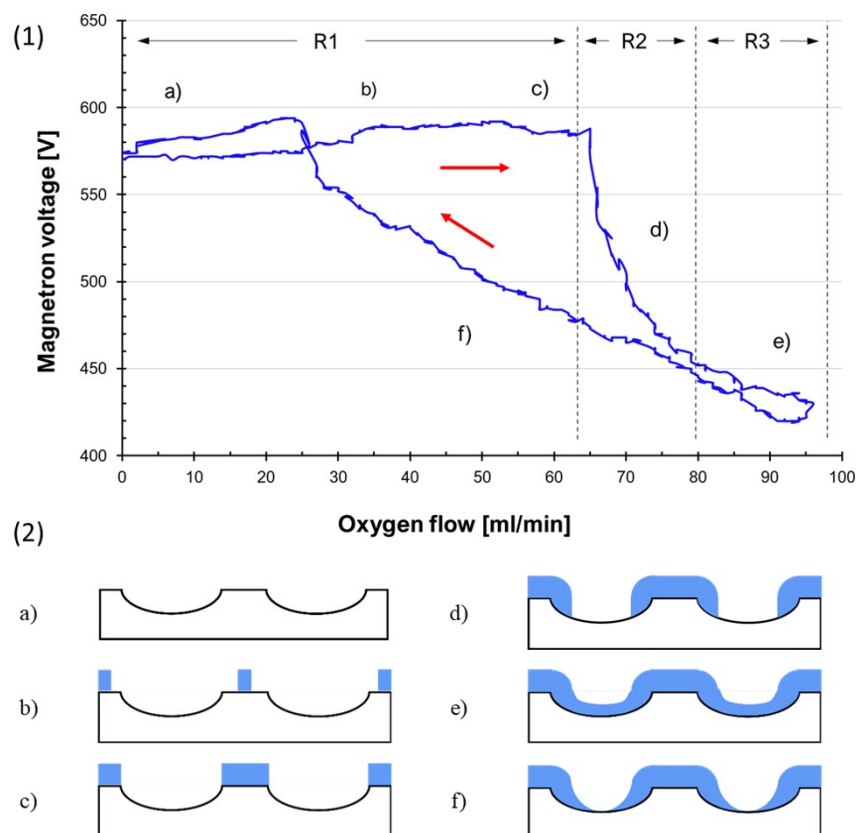 (1)
650
R1 R2 R3
600
a) b) c)
550
d)
500
f) e)
450
400
0 10 20 30 40 50 60 70 80 90 100
Magnetron voltage [V]
Oxygen flow [ml/min]
(2)
a)
b)
c)
d)
e)
f)